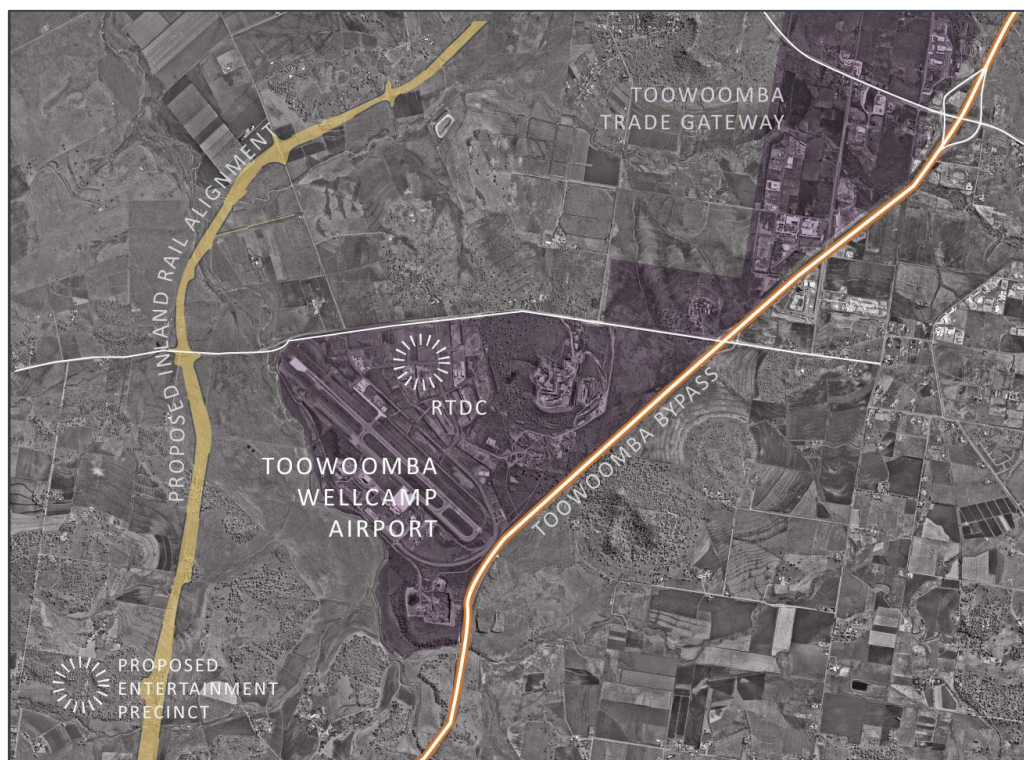 TOOWOOMBA
TRADE GATEWAY
PROPOSED INLAND RAIL ALIGNMENT
RTDC
TOOWOOMBA BYPASS
TOOWOOMBA
WELLCAMP
AIRPORT
PROPOSED
ENTERTAINMENT
PRECINCT